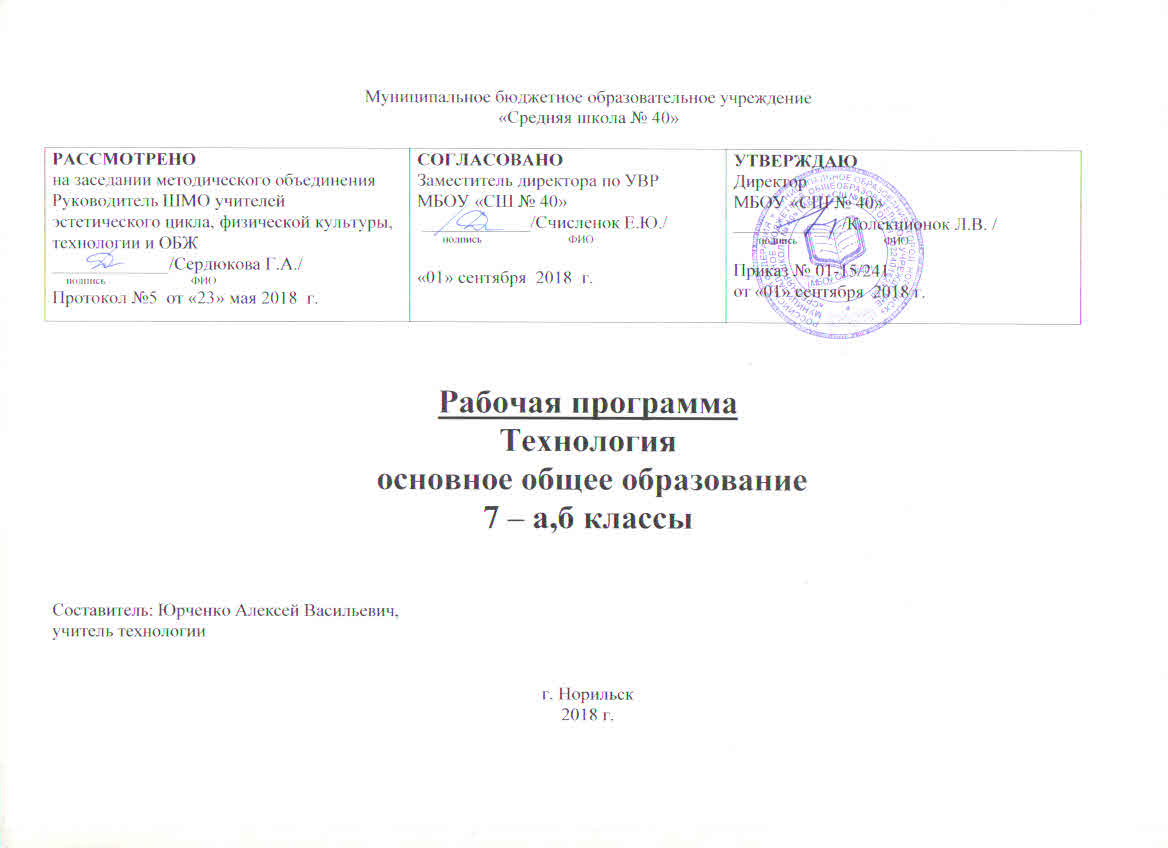 Муниципальное бюджетное образовательное учреждение
«Средняя школа № 40»
РАССМОТРЕНО
на заседании методического объединения
Руководитель ШМО учителей
эстетического цикла, физической культуры,
технологии и ОБЖ
_____________/Сердюкова Г.А./
подпись ФИО
Протокол №5 от «23» мая 2018 г.
СОГЛАСОВАНО
Заместитель директора по УВР
МБОУ «СШ № 40»
____________/Счисленок Е.Ю./
подпись ФИО
«01» сентября 2018 г.
УТВЕРЖДАЮ
Директор
МБОУ «СШ № 40»
____________/Колекционок Л.В. /
подпись ФИО
Приказ № 01-15/241
от «01» сентября 2018 г.
Рабочая программа
Технология
основное общее образование
7 – а,б классы
Составитель: Юрченко Алексей Васильевич,
учитель технологии
г. Норильск
2018 г.